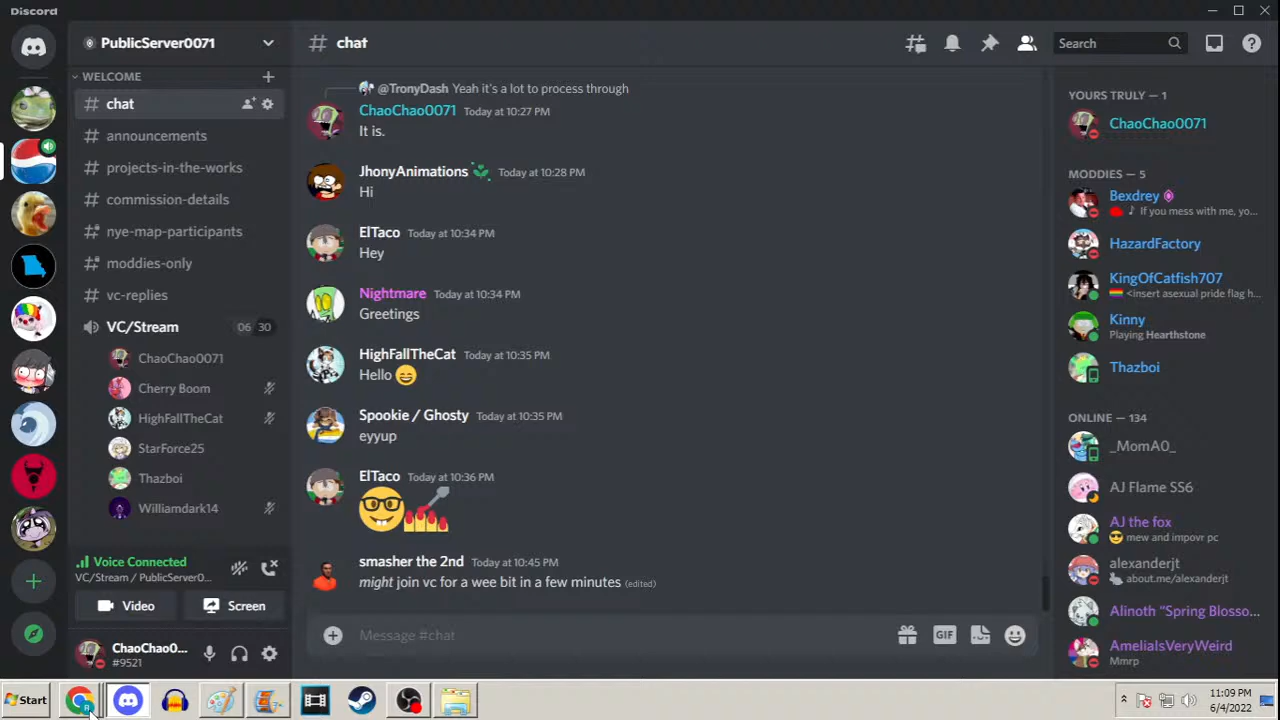 Discord
PublicServer0071
WELCOME
chat
announcements
projects-in-the-works
commission-details
nye-map-participants
moddies-only
vc-replies
VC/Stream 06 30
ChaoChao0071
Cherry Boom
HighFallTheCat
StarForce25
Thazboi
Williamdark14
Voice Connected
VC/Stream / PublicServer0...
Video Screen
ChaoChao0...
#9521
chat
Search
@TronyDash Yeah it's a lot to process through
ChaoChao0071 Today at 10:27 PM
It is.
JhonyAnimations Today at 10:28 PM
Hi
ElTaco Today at 10:34 PM
Hey
Nightmare Today at 10:34 PM
Greetings
HighFallTheCat Today at 10:35 PM
Hello 😄
Spookie / Ghosty Today at 10:35 PM
eyyup
ElTaco Today at 10:36 PM
🤓💅
smasher the 2nd Today at 10:45 PM
might join vc for a wee bit in a few minutes (edited)
Message #chat
GIF
YOURS TRULY — 1
ChaoChao0071
MODDIES — 5
Bexdrey
♪ If you mess with me, yo...
HazardFactory
KingOfCatfish707
<insert asexual pride flag h...
Kinny
Playing Hearthstone
Thazboi
ONLINE — 134
_MomA0_
AJ Flame SS6
AJ the fox
😎 mew and impovr pc
alexanderjt
about.me/alexanderjt
Alinoth "Spring Blosso...
AmeliaIsVeryWeird
Mmrp
Start
11:09 PM
6/4/2022